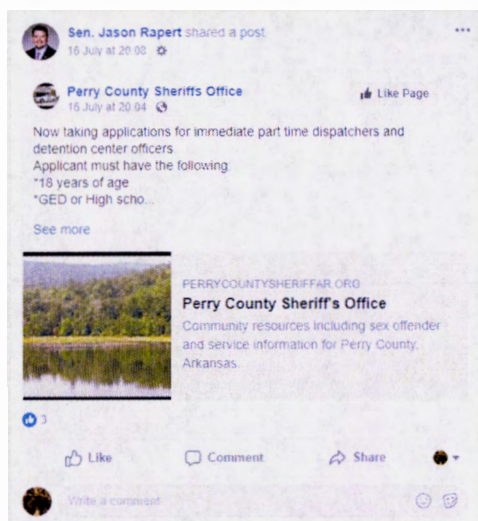 Sen. Jason Rapert shared a post.
16 July at 20:08
Perry County Sheriffs Office
16 July at 20:04
Like Page
Now taking applications for immediate part time dispatchers and
detention center officers.
Applicant must have the following:
*18 years of age
*GED or High scho...
See more
PERRYCOUNTYSHERIFFAR.ORG
Perry County Sheriff's Office
Community resources including sex offender
and service information for Perry County,
Arkansas.
3
Like Comment Share
Write a comment